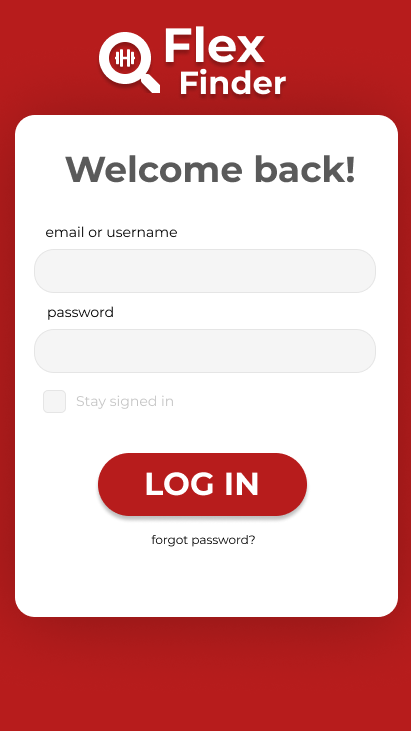 Flex
Finder
Welcome back!
email or username
password
Stay signed in
LOG IN
forgot password?